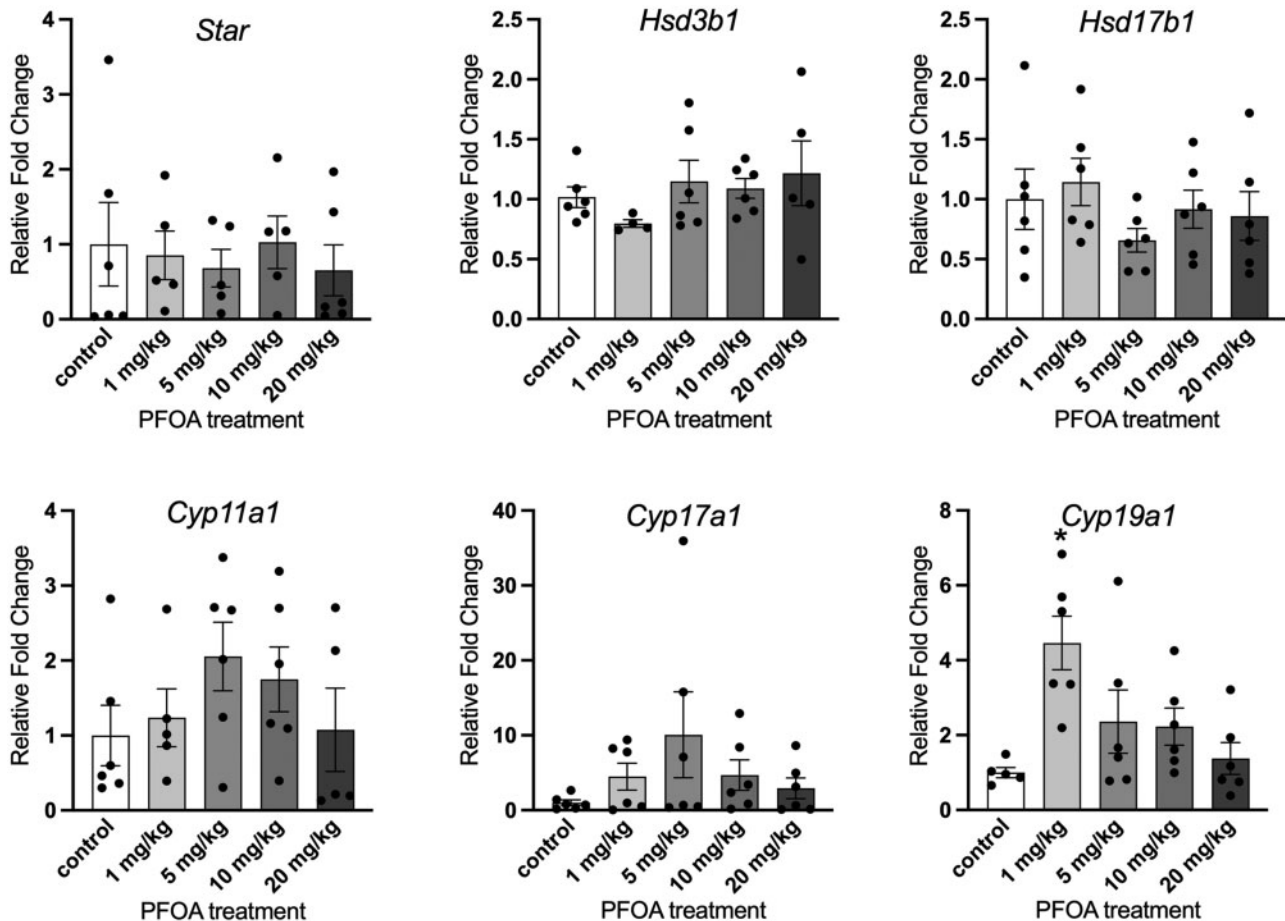 Star
Relative Fold Change
4
3
2
1
0
control
1 mg/kg
5 mg/kg
10 mg/kg
20 mg/kg
PFOA treatment
Hsd3b1
Relative Fold Change
2.5
2.0
1.5
1.0
0.5
0.0
control
1 mg/kg
5 mg/kg
10 mg/kg
20 mg/kg
PFOA treatment
Hsd17b1
Relative Fold Change
2.5
2.0
1.5
1.0
0.5
0.0
control
1 mg/kg
5 mg/kg
10 mg/kg
20 mg/kg
PFOA treatment
Cyp11a1
Relative Fold Change
4
3
2
1
0
control
1 mg/kg
5 mg/kg
10 mg/kg
20 mg/kg
PFOA treatment
Cyp17a1
Relative Fold Change
40
30
20
10
0
control
1 mg/kg
5 mg/kg
10 mg/kg
20 mg/kg
PFOA treatment
Cyp19a1
Relative Fold Change
8
6
4
2
0
*
control
1 mg/kg
5 mg/kg
10 mg/kg
20 mg/kg
PFOA treatment